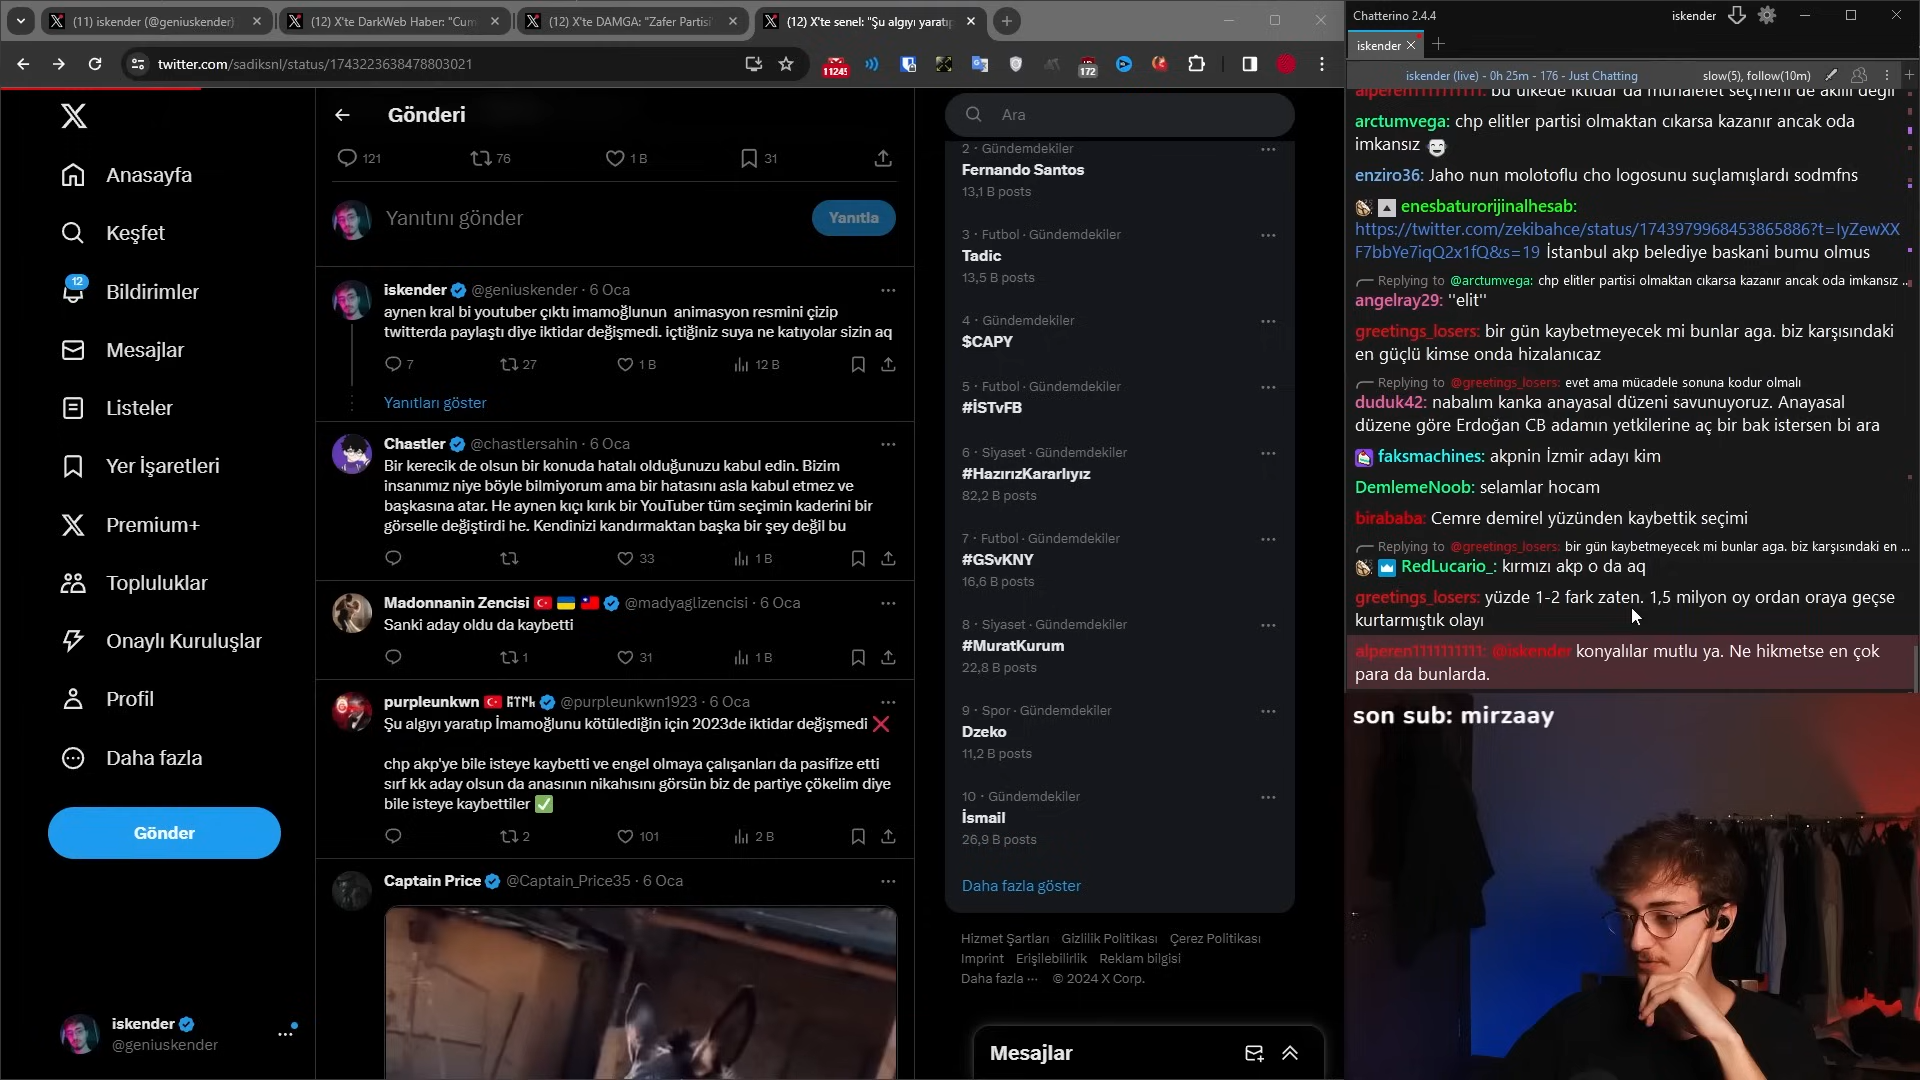 (11) iskender (@geniuskender)
(12) X'te DarkWeb Haber: "Cum
(12) X'te DAMGA: "Zafer Partisi
(12) X'te senel: "Şu algıyı yaratıp
twitter.com/sadiksnl/status/1743223638478803021
11245
172
Anasayfa
Keşfet
12
Bildirimler
Mesajlar
Listeler
Yer İşaretleri
Premium+
Topluluklar
Onaylı Kuruluşlar
Profil
Daha fazla
Gönder
iskender
@geniuskender
Gönderi
121
76
1 B
31
Yanıtını gönder
Yanıtla
iskender @geniuskender · 6 Oca
aynen kral bi youtuber çıktı imamoğlunun animasyon resmini çizip
twitterda paylaştı diye iktidar değişmedi. içtiğiniz suya ne katıyolar sizin aq
7
27
1 B
12 B
Yanıtları göster
Chastler @chastlersahin · 6 Oca
Bir kerecik de olsun bir konuda hatalı olduğunuzu kabul edin. Bizim
insanımız niye böyle bilmiyorum ama bir hatasını asla kabul etmez ve
başkasına atar. He aynen kıçı kırık bir YouTuber tüm seçimin kaderini bir
görselle değiştirdi he. Kendinizi kandırmaktan başka bir şey değil bu
33
1 B
Madonnanin Zencisi @madyaglizencisi · 6 Oca
Sanki aday oldu da kaybetti
1
31
1 B
purpleunkwn @purpleunkwn1923 · 6 Oca
Şu algıyı yaratıp İmamoğlunu kötülediğin için 2023de iktidar değişmedi ❌
chp akp'ye bile isteye kaybetti ve engel olmaya çalışanları da pasifize etti
sırf kk aday olsun da anasının nikahısını görsün biz de partiye çökelim diye
bile isteye kaybettiler ✅
2
101
2 B
Captain Price @Captain_Price35 · 6 Oca
Ara
2 · Gündemdekiler
Fernando Santos
13,1 B posts
3 · Futbol · Gündemdekiler
Tadic
13,5 B posts
4 · Gündemdekiler
$CAPY
5 · Futbol · Gündemdekiler
#İSTvFB
6 · Siyaset · Gündemdekiler
#HazırızKararlıyız
82,2 B posts
7 · Futbol · Gündemdekiler
#GSvKNY
16,6 B posts
8 · Siyaset · Gündemdekiler
#MuratKurum
22,8 B posts
9 · Spor · Gündemdekiler
Dzeko
11,2 B posts
10 · Gündemdekiler
İsmail
26,9 B posts
Daha fazla göster
Hizmet Şartları Gizlilik Politikası Çerez Politikası
Imprint Erişilebilirlik Reklam bilgisi
Daha fazla ··· © 2024 X Corp.
Mesajlar
Chatterino 2.4.4
iskender
iskender
iskender (live) - 0h 25m - 176 - Just Chatting
slow(5), follow(10m)
alperen1111111111: bu ülkede iktidar da muhalefet seçmeni de akıllı değil
arctumvega: chp elitler partisi olmaktan cıkarsa kazanır ancak oda
imkansız
enziro36: Jaho nun molotoflu cho logosunu suçlamışlardı sodmfns
enesbaturorijinalhesab:
https://twitter.com/zekibahce/status/1743979968453865886?t=IyZewXX
F7bbYe7iqQ2x1fQ&s=19 İstanbul akp belediye baskani bumu olmus
Replying to @arctumvega: chp elitler partisi olmaktan cıkarsa kazanır ancak oda imkansız ..
angelray29: "elit"
greetings_losers: bir gün kaybetmeyecek mi bunlar aga. biz karşısındaki
en güçlü kimse onda hizalanıcaz
Replying to @greetings_losers: evet ama mücadele sonuna kodur olmalı
duduk42: nabalım kanka anayasal düzeni savunuyoruz. Anayasal
düzene göre Erdoğan CB adamın yetkilerine aç bir bak istersen bi ara
faksmachines: akpnin İzmir adayı kim
DemlemeNoob: selamlar hocam
birababa: Cemre demirel yüzünden kaybettik seçimi
Replying to @greetings_losers: bir gün kaybetmeyecek mi bunlar aga. biz karşısındaki en ...
RedLucario_: kırmızı akp o da aq
greetings_losers: yüzde 1-2 fark zaten. 1,5 milyon oy ordan oraya geçse
kurtarmıştık olayı
alperen1111111111: @iskender konyalılar mutlu ya. Ne hikmetse en çok
para da bunlarda.
son sub: mirzaay